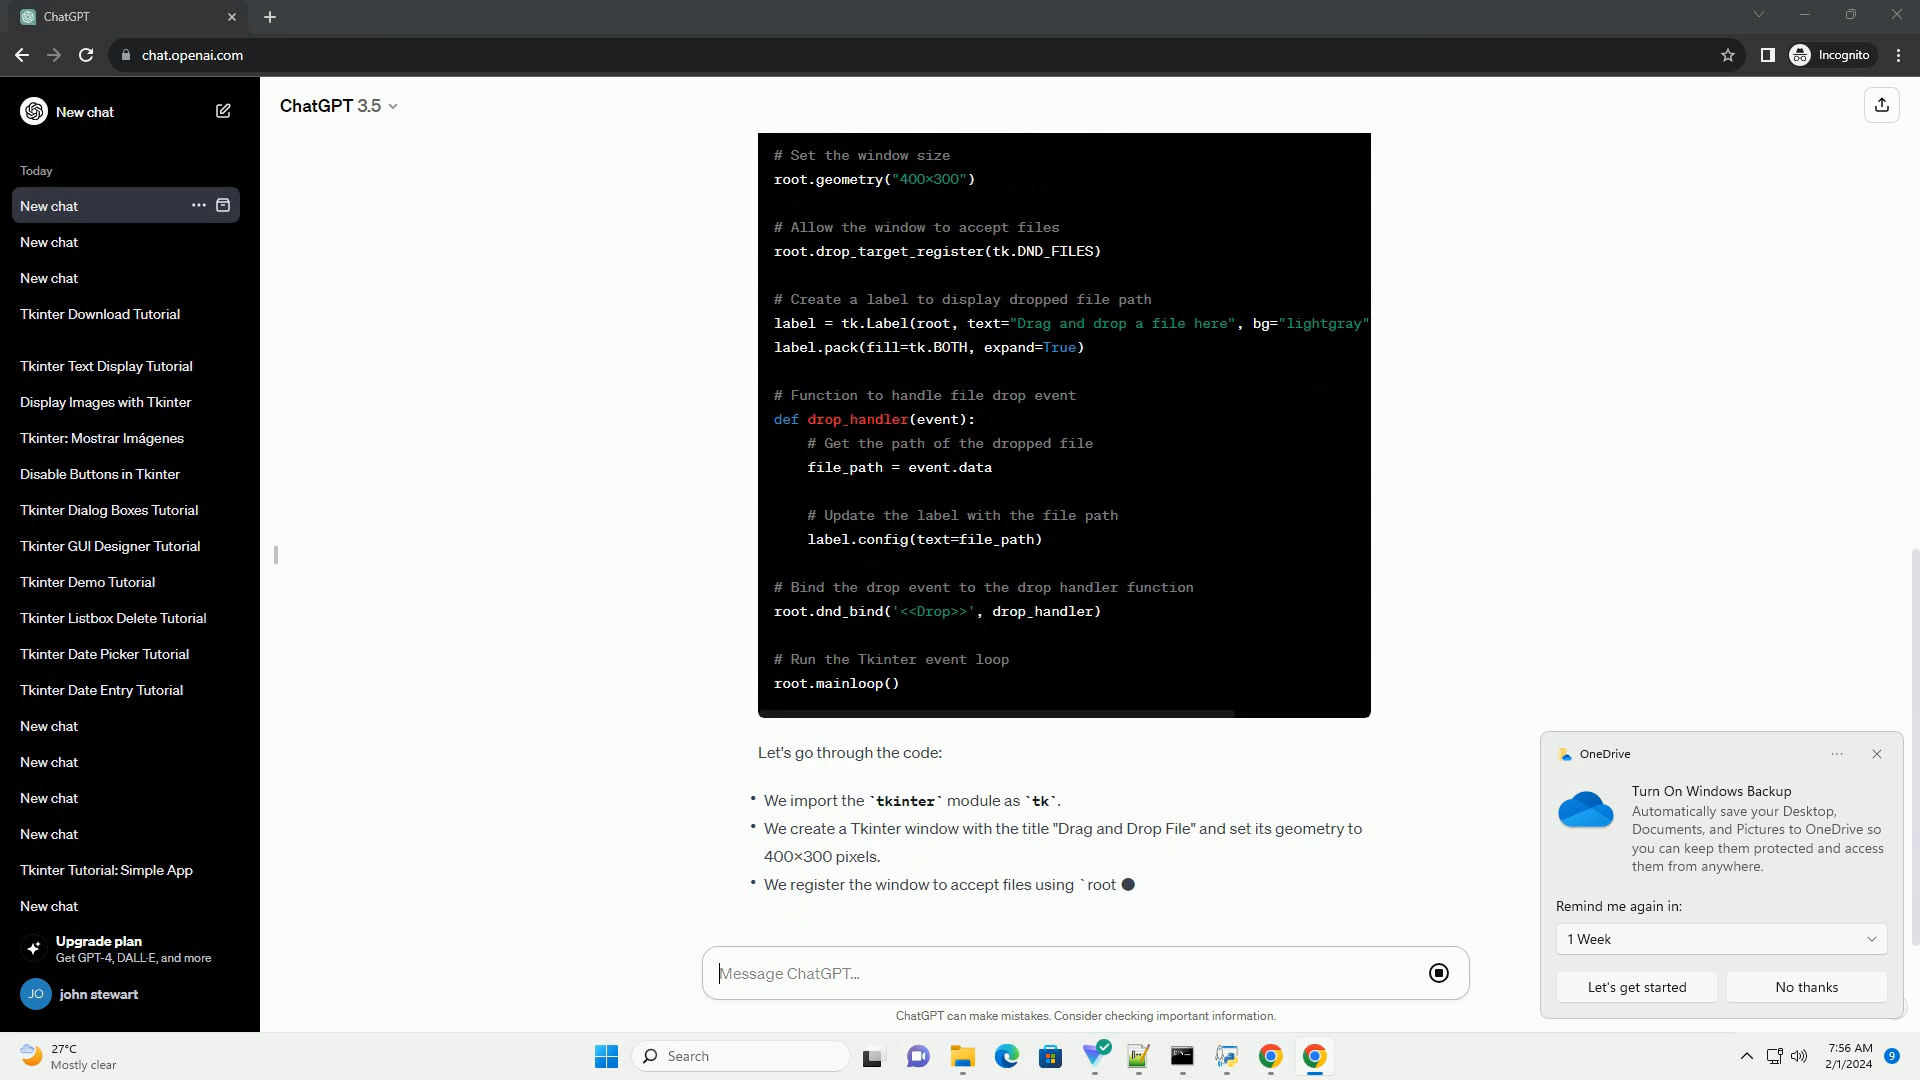 ChatGPT
chat.openai.com
Incognito
New chat
Today
New chat
New chat
New chat
Tkinter Download Tutorial
Tkinter Text Display Tutorial
Display Images with Tkinter
Tkinter: Mostrar Imágenes
Disable Buttons in Tkinter
Tkinter Dialog Boxes Tutorial
Tkinter GUI Designer Tutorial
Tkinter Demo Tutorial
Tkinter Listbox Delete Tutorial
Tkinter Date Picker Tutorial
Tkinter Date Entry Tutorial
New chat
New chat
New chat
New chat
Tkinter Tutorial: Simple App
New chat
Upgrade plan
Get GPT-4, DALL·E, and more
JO john stewart
ChatGPT 3.5
# Set the window size
root.geometry("400×300")
# Allow the window to accept files
root.drop_target_register(tk.DND_FILES)
# Create a label to display dropped file path
label = tk.Label(root, text="Drag and drop a file here", bg="lightgray"
label.pack(fill=tk.BOTH, expand=True)
# Function to handle file drop event
def drop_handler(event):
# Get the path of the dropped file
file_path = event.data
# Update the label with the file path
label.config(text=file_path)
# Bind the drop event to the drop handler function
root.dnd_bind('<<Drop>>', drop_handler)
# Run the Tkinter event loop
root.mainloop()
Let's go through the code:
• We import the `tkinter` module as `tk`.
• We create a Tkinter window with the title "Drag and Drop File" and set its geometry to
400×300 pixels.
• We register the window to accept files using `root
Message ChatGPT...
ChatGPT can make mistakes. Consider checking important information.
OneDrive
Turn On Windows Backup
Automatically save your Desktop,
Documents, and Pictures to OneDrive so
you can keep them protected and access
them from anywhere.
Remind me again in:
1 Week
Let's get started
No thanks
27°C
Mostly clear
Search
7:56 AM
2/1/2024
9